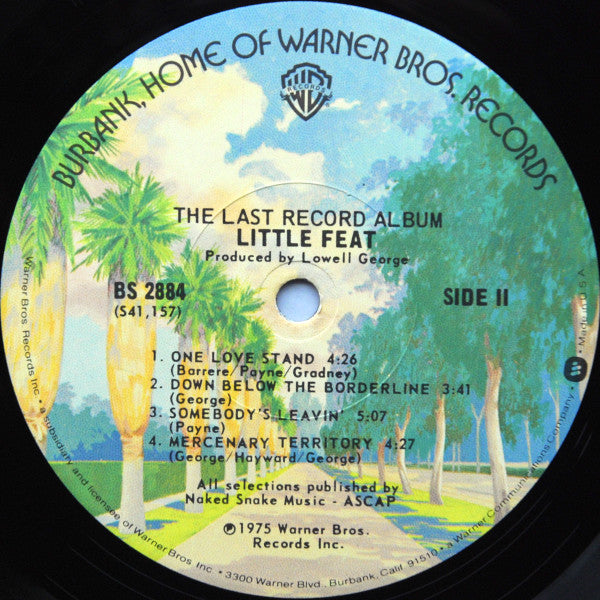 BURBANK, HOME OF WARNER BROS. RECORDS
RECORDS
THE LAST RECORD ALBUM
LITTLE FEAT
Produced by Lowell George
BS 2884
SIDE II
(S41,157)
1. ONE LOVE STAND 4:26
(Barrere/Payne/Gradney)
2. DOWN BELOW THE BORDERLINE 3:41
(George)
3. SOMEBODY'S LEAVIN' 5:07
(Payne)
4. MERCENARY TERRITORY 4:27
(George/Hayward/George)
All selections published by
Naked Snake Music - ASCAP
℗1975 Warner Bros.
Records Inc.
Warner Bros. Records Inc. • a subsidiary and licensee of Warner Bros. Inc. • 3300 Warner Blvd., Burbank, Calif. 91510 • a Warner Communications Company • Made in U.S.A.